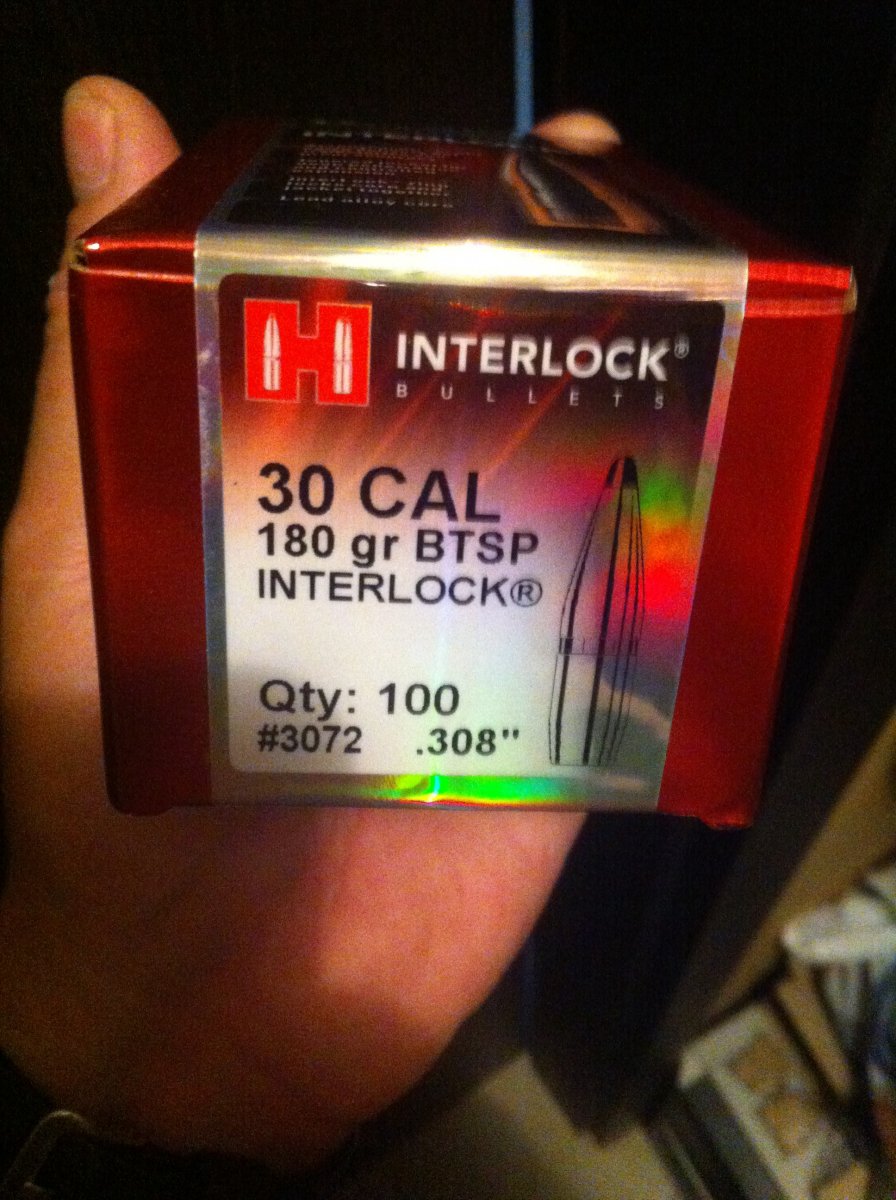 INTERLOCK®
BULLETS
30 CAL
180 gr BTSP
INTERLOCK®
Qty: 100
#3072 .308"